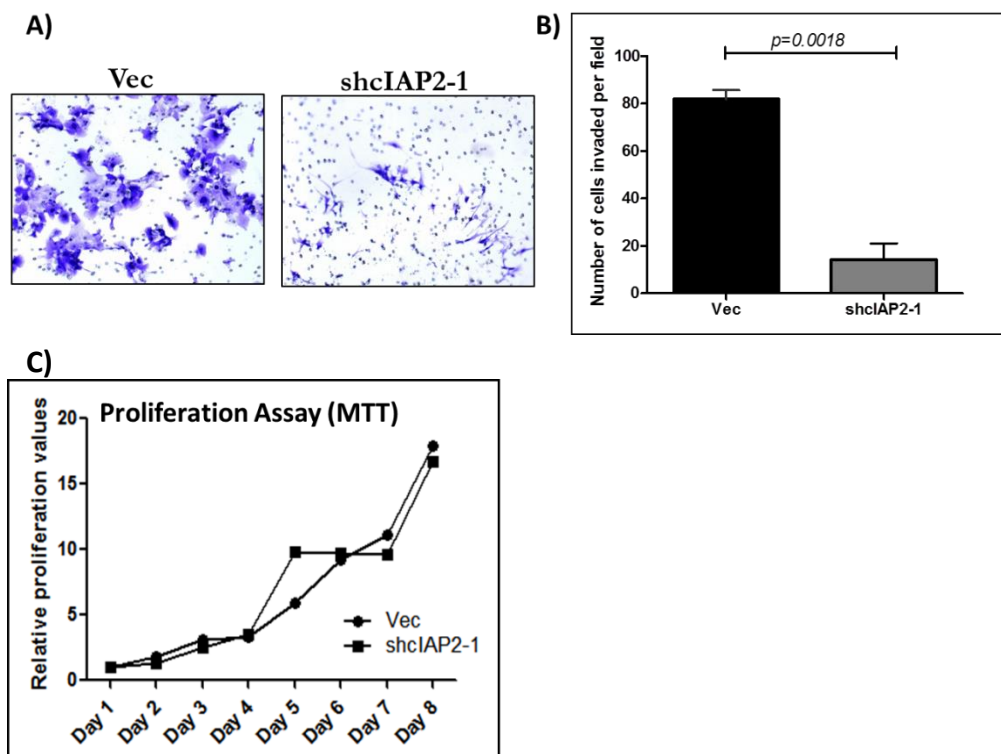 A)
Vec
shcIAP2-1
B)
p=0.0018
Number of cells invaded per field
100
80
60
40
20
0
Vec
shcIAP2-1
C)
Proliferation Assay (MTT)
Relative proliferation values
20
15
10
5
0
Vec
shcIAP2-1
Day 1
Day 2
Day 3
Day 4
Day 5
Day 6
Day 7
Day 8